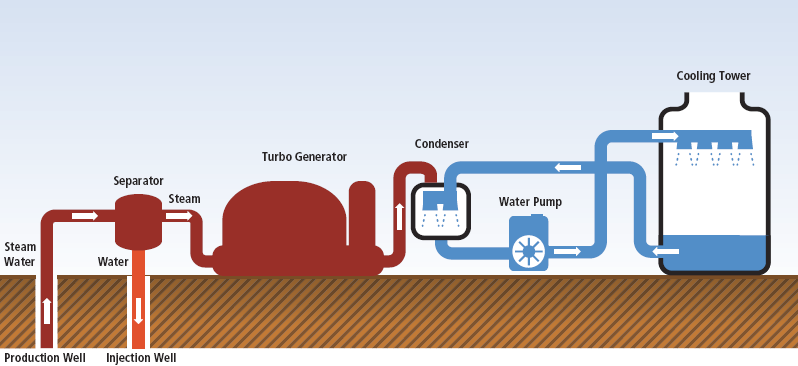 Cooling Tower
Condenser
Turbo Generator
Separator
Steam
Water Pump
Steam
Water
Water
Production Well
Injection Well